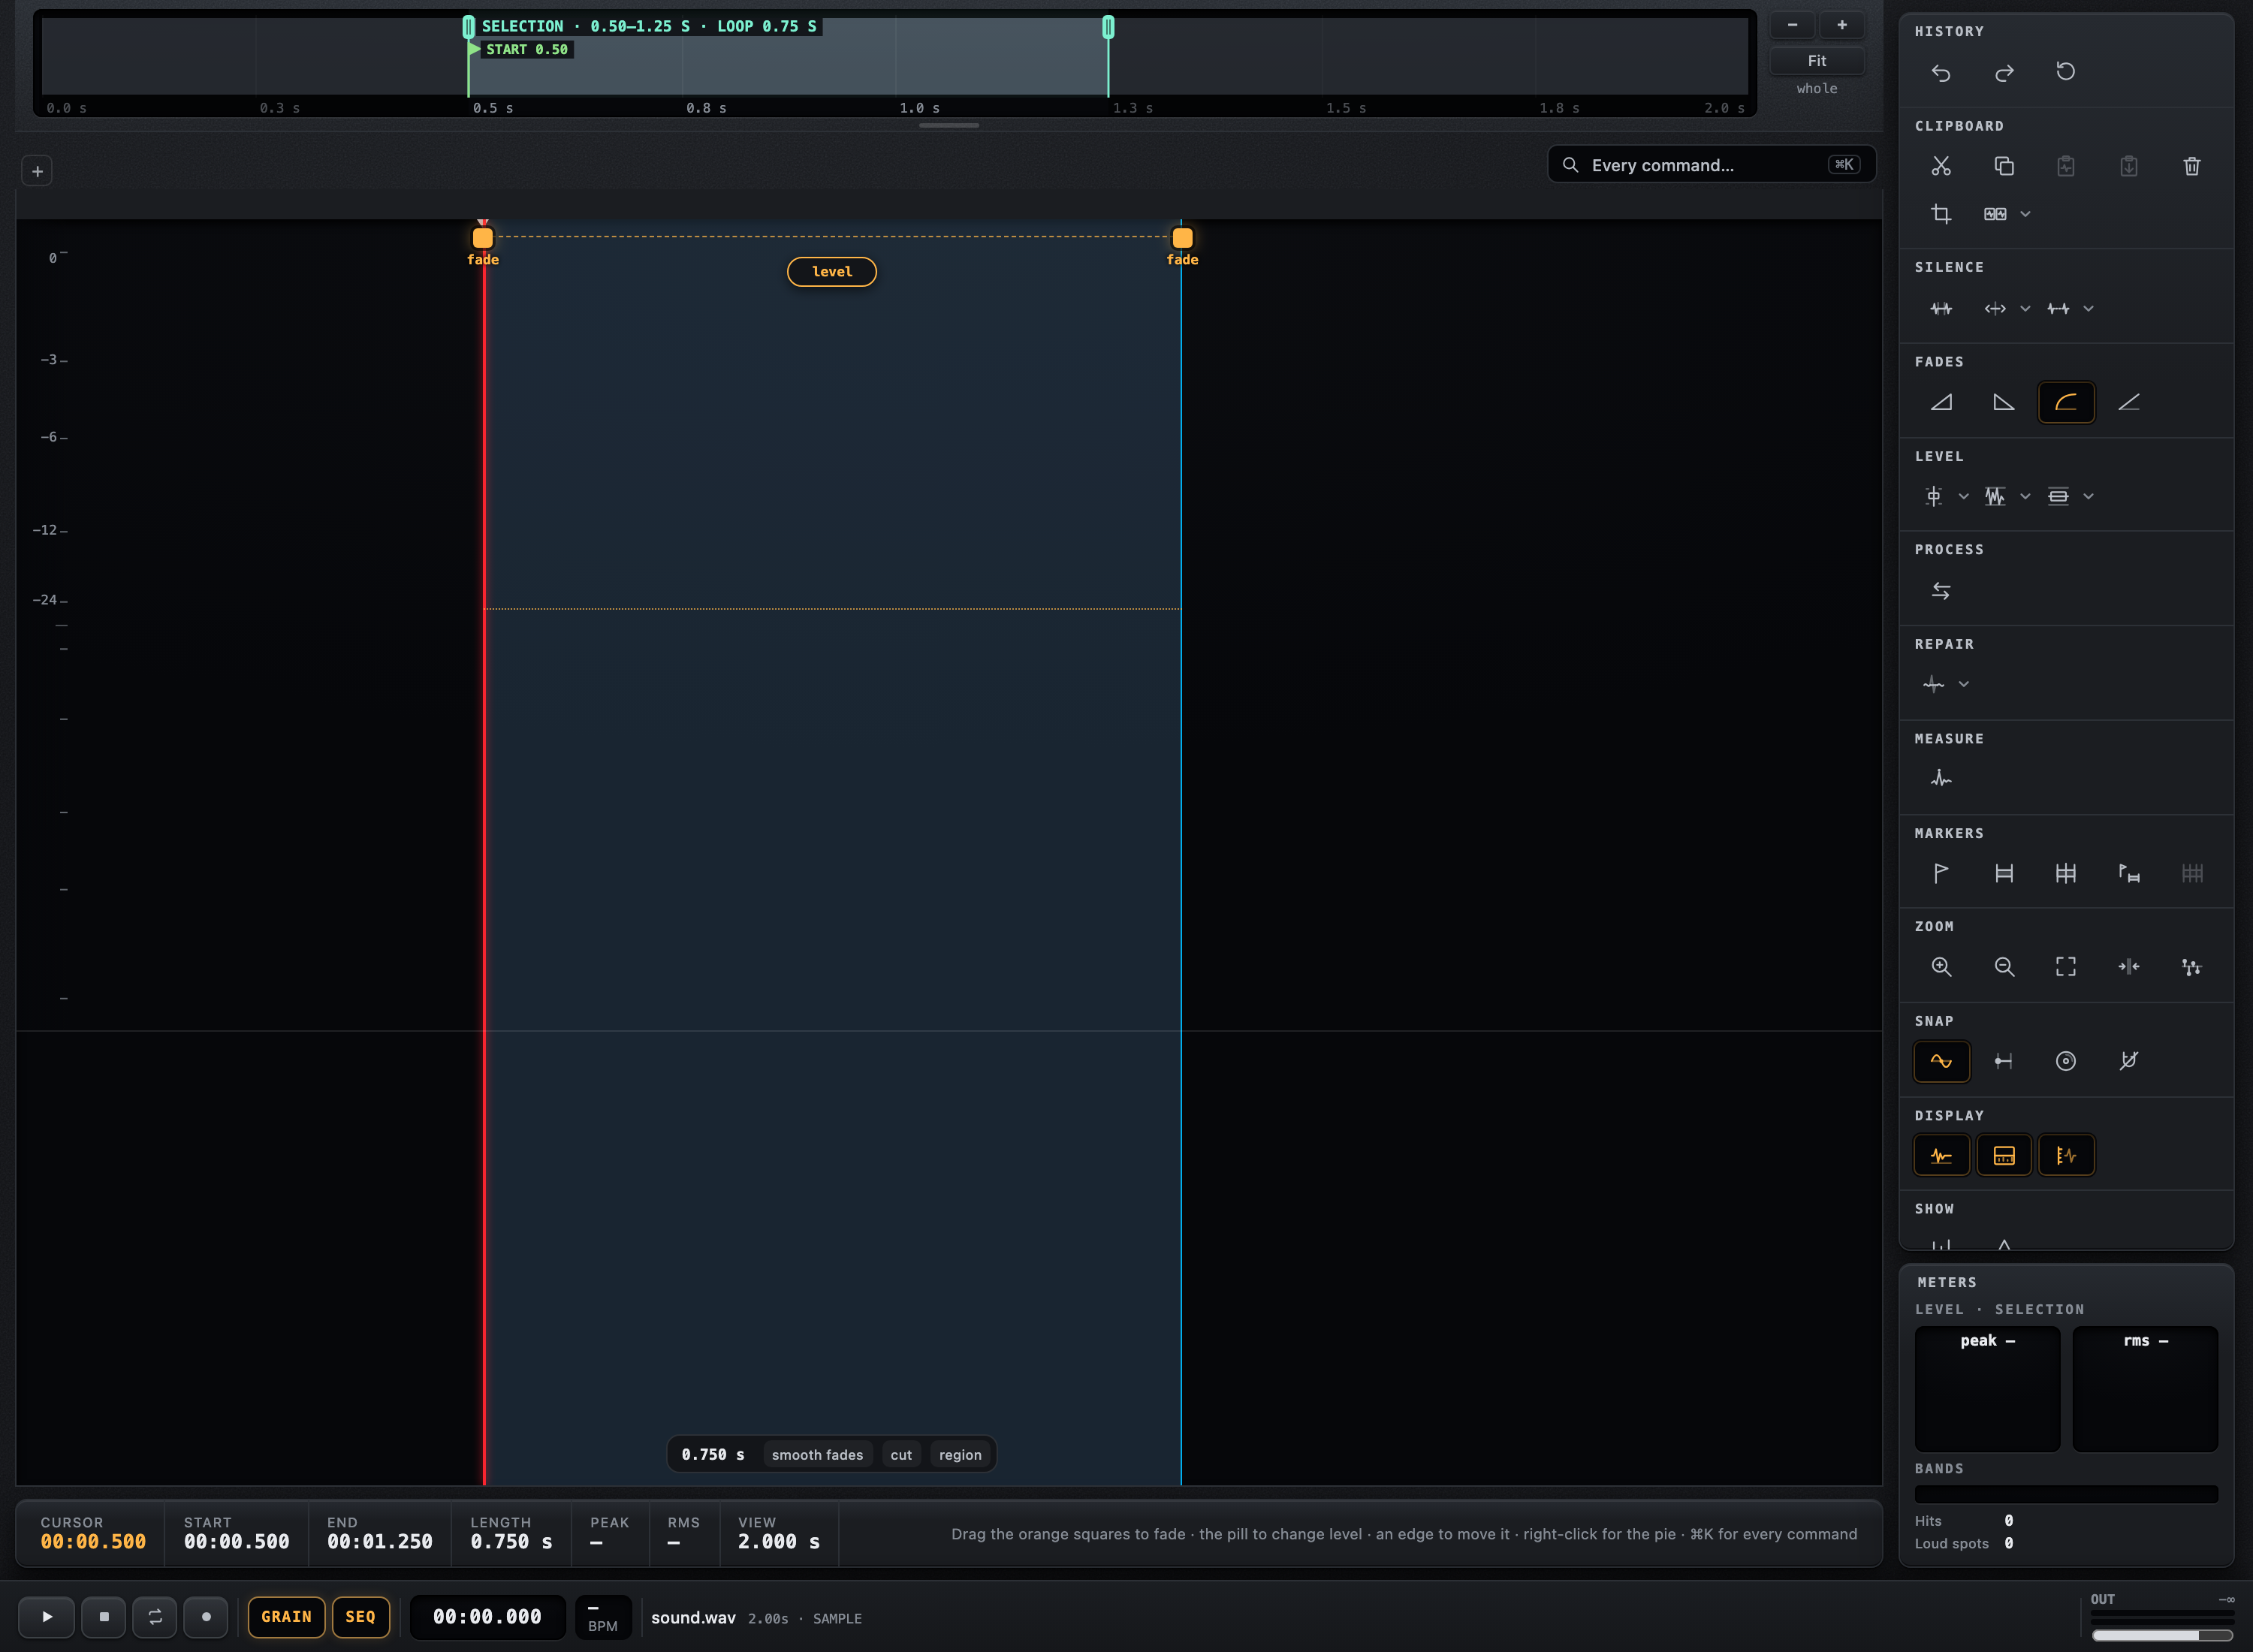 SELECTION · 0.50–1.25 S · LOOP 0.75 S
START 0.50
0.0 s 0.3 s 0.5 s 0.8 s 1.0 s 1.3 s 1.5 s 1.8 s 2.0 s
− +
Fit
whole
+
Every command... ⌘K
fade level fade
0
−3
−6
−12
−24
0.750 s smooth fades cut region
CURSOR START END LENGTH PEAK RMS VIEW
00:00.500 00:00.500 00:01.250 0.750 s – – 2.000 s
Drag the orange squares to fade · the pill to change level · an edge to move it · right-click for the pie · ⌘K for every command
GRAIN SEQ 00:00.000 – BPM sound.wav 2.00s · SAMPLE
HISTORY
CLIPBOARD
SILENCE
FADES
LEVEL
PROCESS
REPAIR
MEASURE
MARKERS
ZOOM
SNAP
DISPLAY
SHOW
METERS
LEVEL · SELECTION
peak – rms –
BANDS
Hits 0
Loud spots 0
OUT −∞